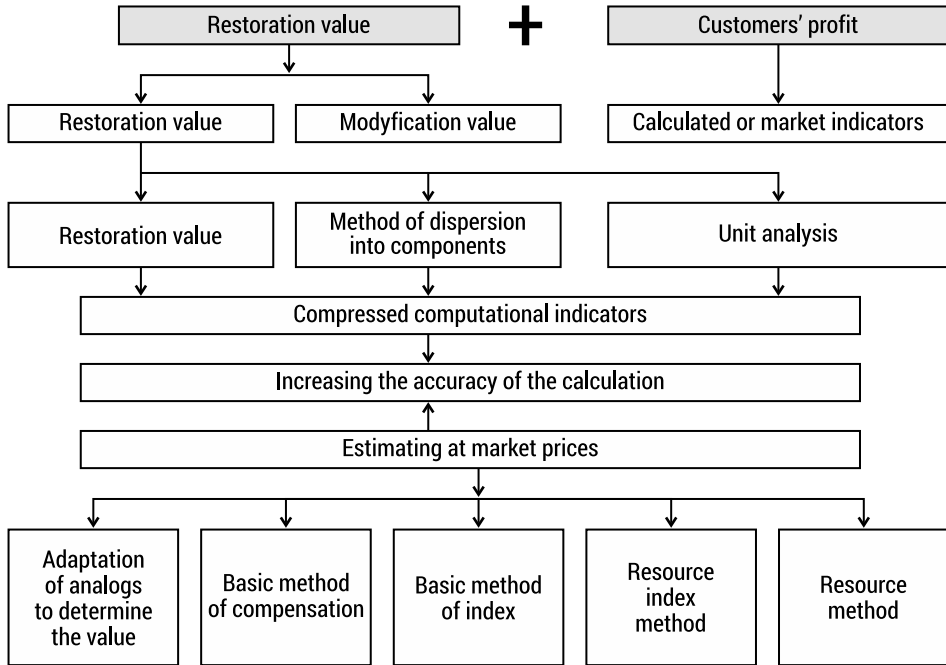 Restoration value
+
Customers’ profit
Restoration value
Modyfication value
Calculated or market indicators
Restoration value
Method of dispersion
into components
Unit analysis
Compressed computational indicators
Increasing the accuracy of the calculation
Estimating at market prices
Adaptation
of analogs
to determine
the value
Basic method
of compensation
Basic method
of index
Resource
index
method
Resource
method